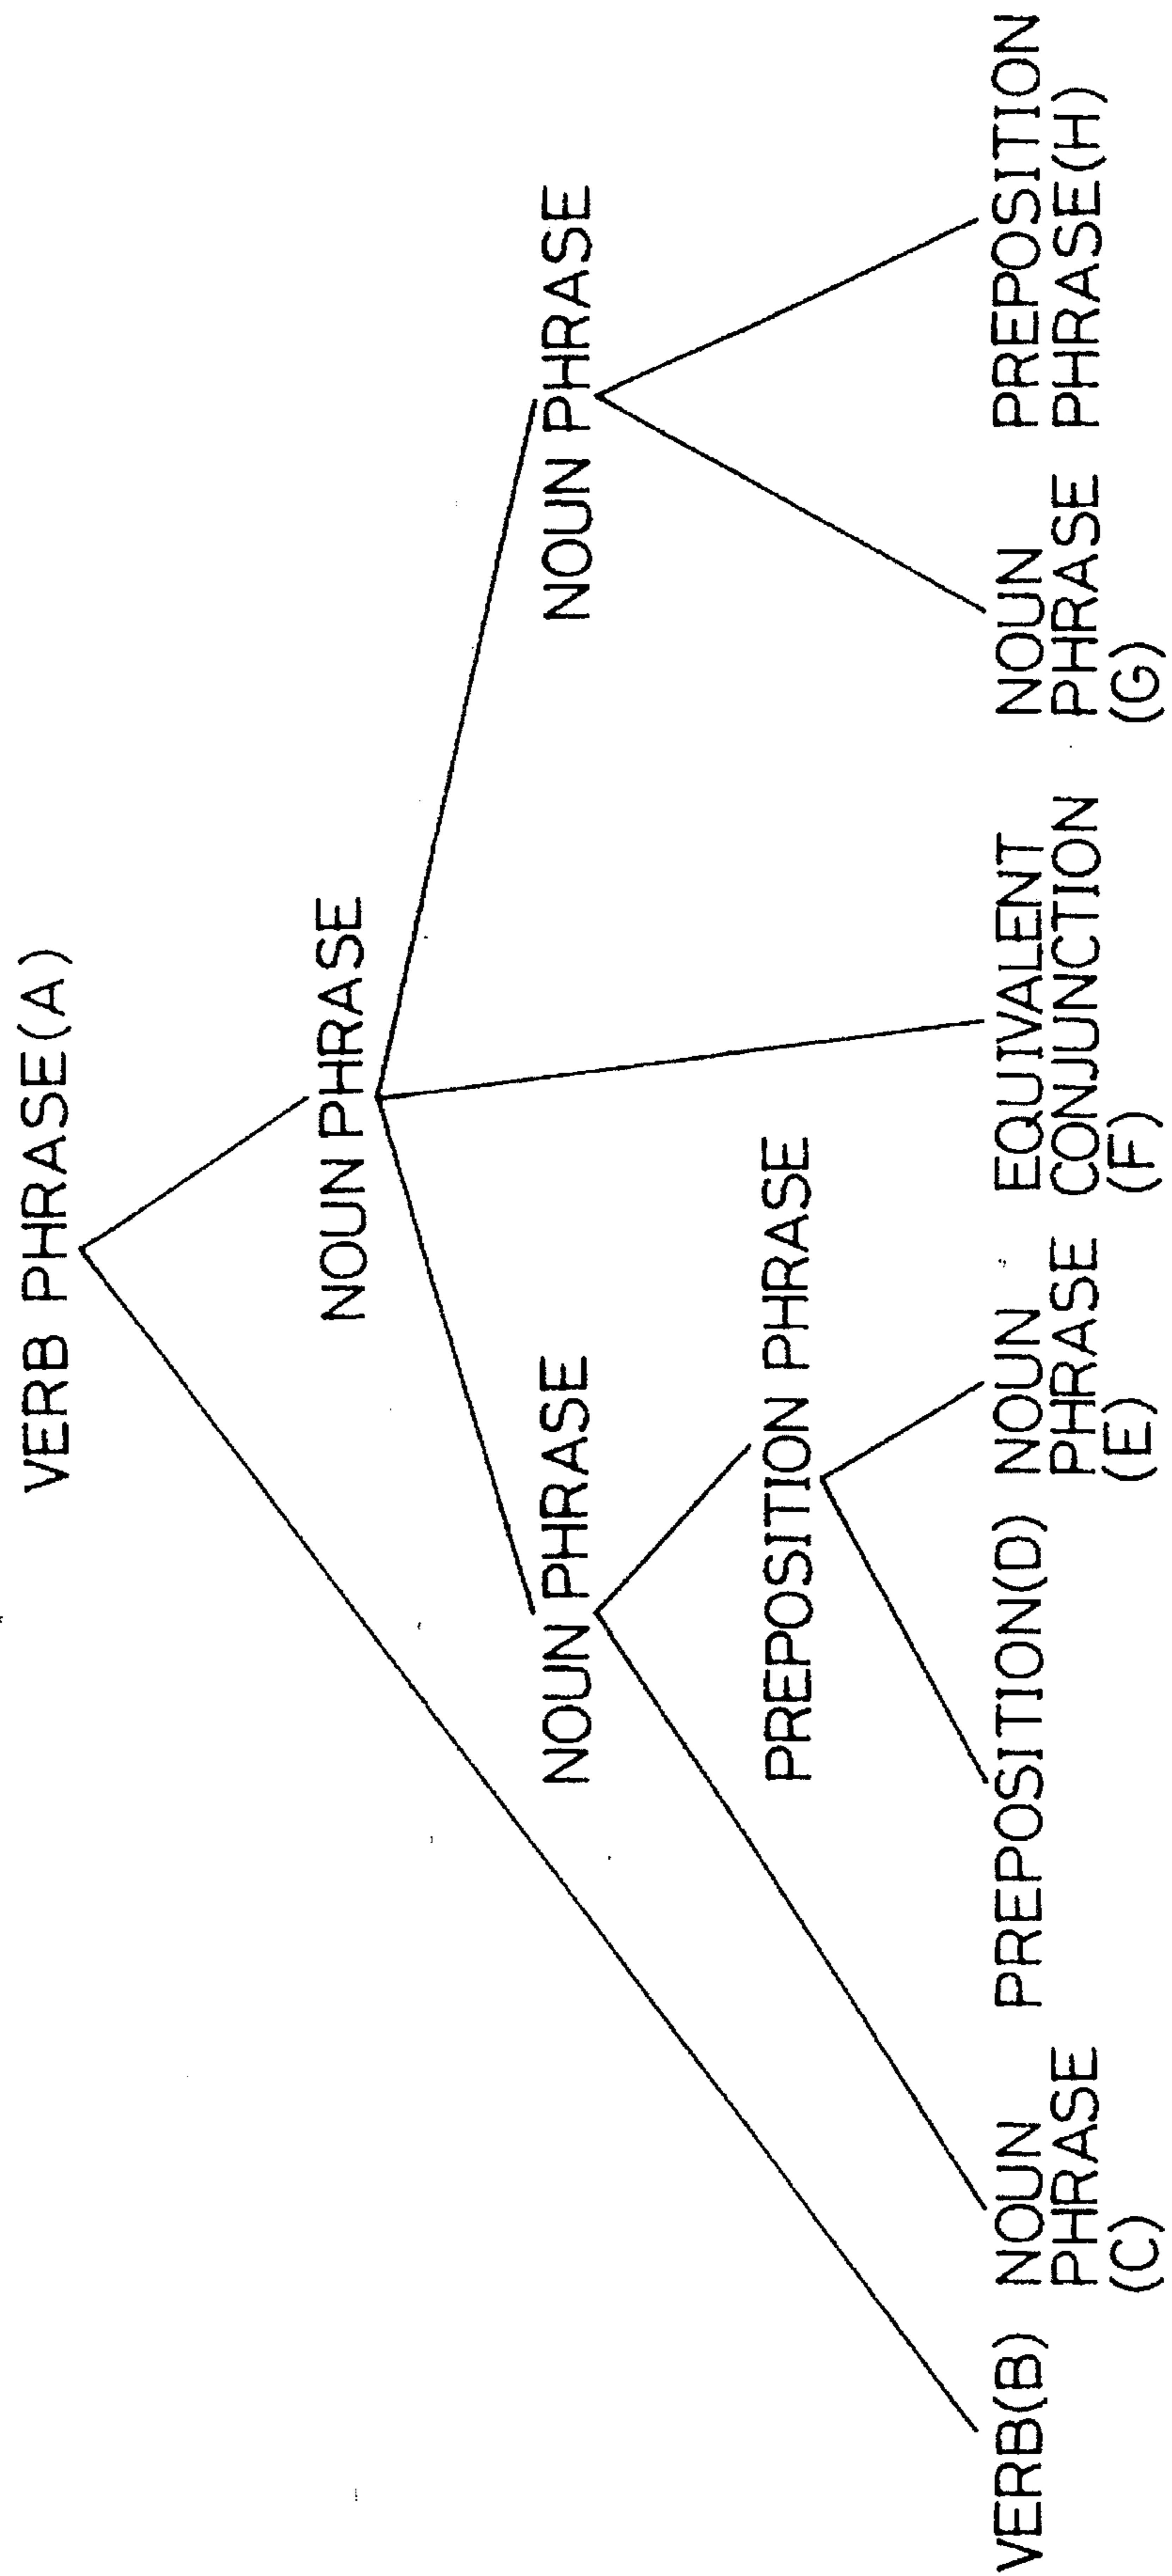 VERB PHRASE(A)
NOUN PHRASE
NOUN PHRASE
NOUN PHRASE
PREPOSITION PHRASE
VERB(B)
NOUN
PHRASE
(C)
PREPOSITION(D)
NOUN
PHRASE
(E)
EQUIVALENT
CONJUNCTION
(F)
NOUN
PHRASE
(G)
PREPOSITION
PHRASE(H)